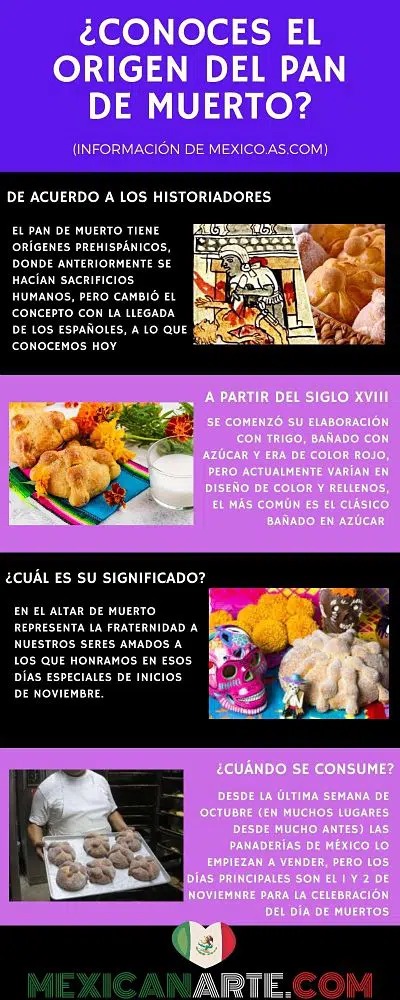 ¿CONOCES EL
ORIGEN DEL PAN
DE MUERTO?
(INFORMACIÓN DE MEXICO.AS.COM)
DE ACUERDO A LOS HISTORIADORES
EL PAN DE MUERTO TIENE
ORÍGENES PREHISPÁNICOS,
DONDE ANTERIORMENTE SE
HACÍAN SACRIFICIOS
HUMANOS, PERO CAMBIÓ EL
CONCEPTO CON LA LLEGADA
DE LOS ESPAÑOLES, A LO QUE
CONOCEMOS HOY
A PARTIR DEL SIGLO XVIII
SE COMENZÓ SU ELABORACIÓN
CON TRIGO, BAÑADO CON
AZÚCAR Y ERA DE COLOR ROJO,
PERO ACTUALMENTE VARÍAN EN
DISEÑO DE COLOR Y RELLENOS,
EL MÁS COMÚN ES EL CLÁSICO
BAÑADO EN AZÚCAR
¿CUÁL ES SU SIGNIFICADO?
EN EL ALTAR DE MUERTO
REPRESENTA LA FRATERNIDAD A
NUESTROS SERES AMADOS A
LOS QUE HONRAMOS EN ESOS
DÍAS ESPECIALES DE INICIOS
DE NOVIEMBRE.
¿CUÁNDO SE CONSUME?
DESDE LA ÚLTIMA SEMANA DE
OCTUBRE (EN MUCHOS LUGARES
DESDE MUCHO ANTES) LAS
PANADERÍAS DE MÉXICO LO
EMPIEZAN A VENDER, PERO LOS
DÍAS PRINCIPALES SON EL 1 Y 2 DE
NOVIEMNRE PARA LA CELEBRACIÓN
DEL DÍA DE MUERTOS
MEXICANARTE.COM